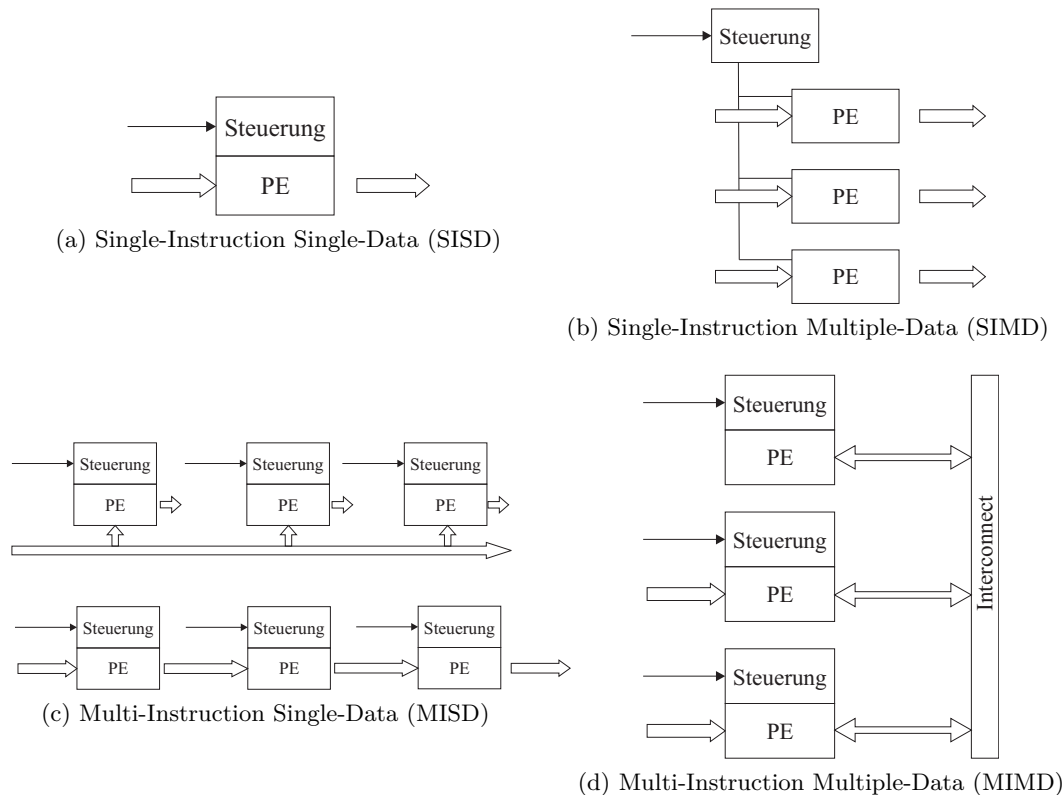 Steuerung
PE
(a) Single-Instruction Single-Data (SISD)
Steuerung
PE
PE
PE
(b) Single-Instruction Multiple-Data (SIMD)
Steuerung Steuerung Steuerung
PE PE PE
Steuerung Steuerung Steuerung
PE PE PE
(c) Multi-Instruction Single-Data (MISD)
Steuerung
PE
Steuerung
PE
Steuerung
PE
Interconnect
(d) Multi-Instruction Multiple-Data (MIMD)